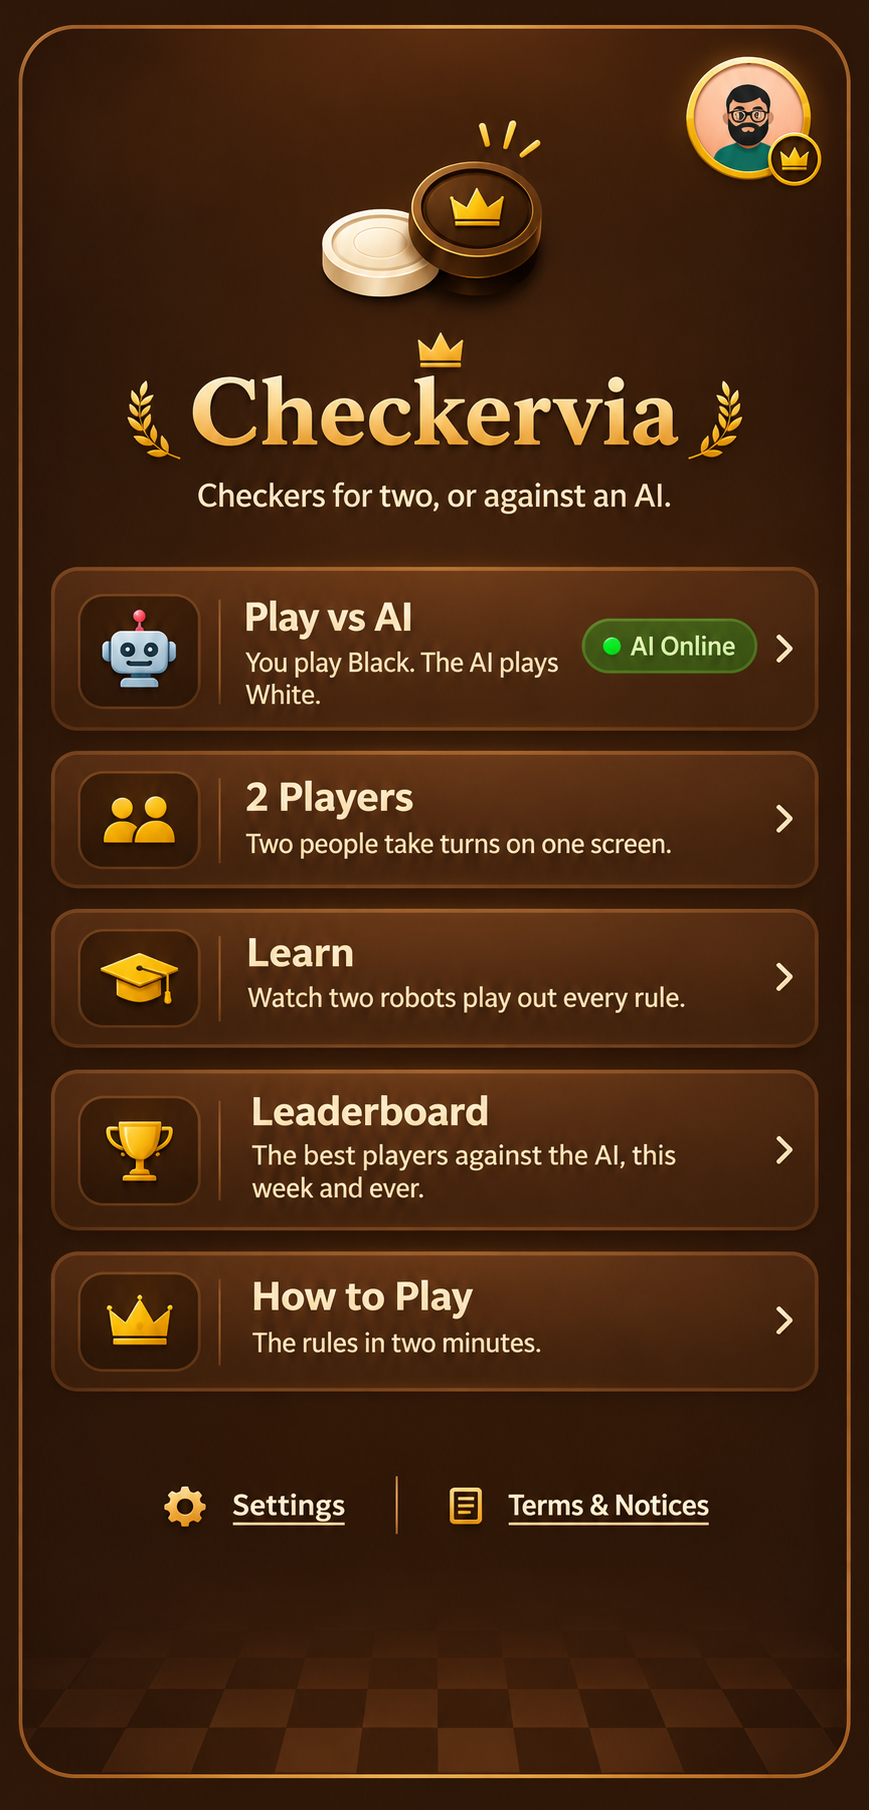 Checkervia
Checkers for two, or against an AI.
Play vs AI
You play Black. The AI plays
White.
AI Online
2 Players
Two people take turns on one screen.
Learn
Watch two robots play out every rule.
Leaderboard
The best players against the AI, this
week and ever.
How to Play
The rules in two minutes.
Settings
Terms & Notices